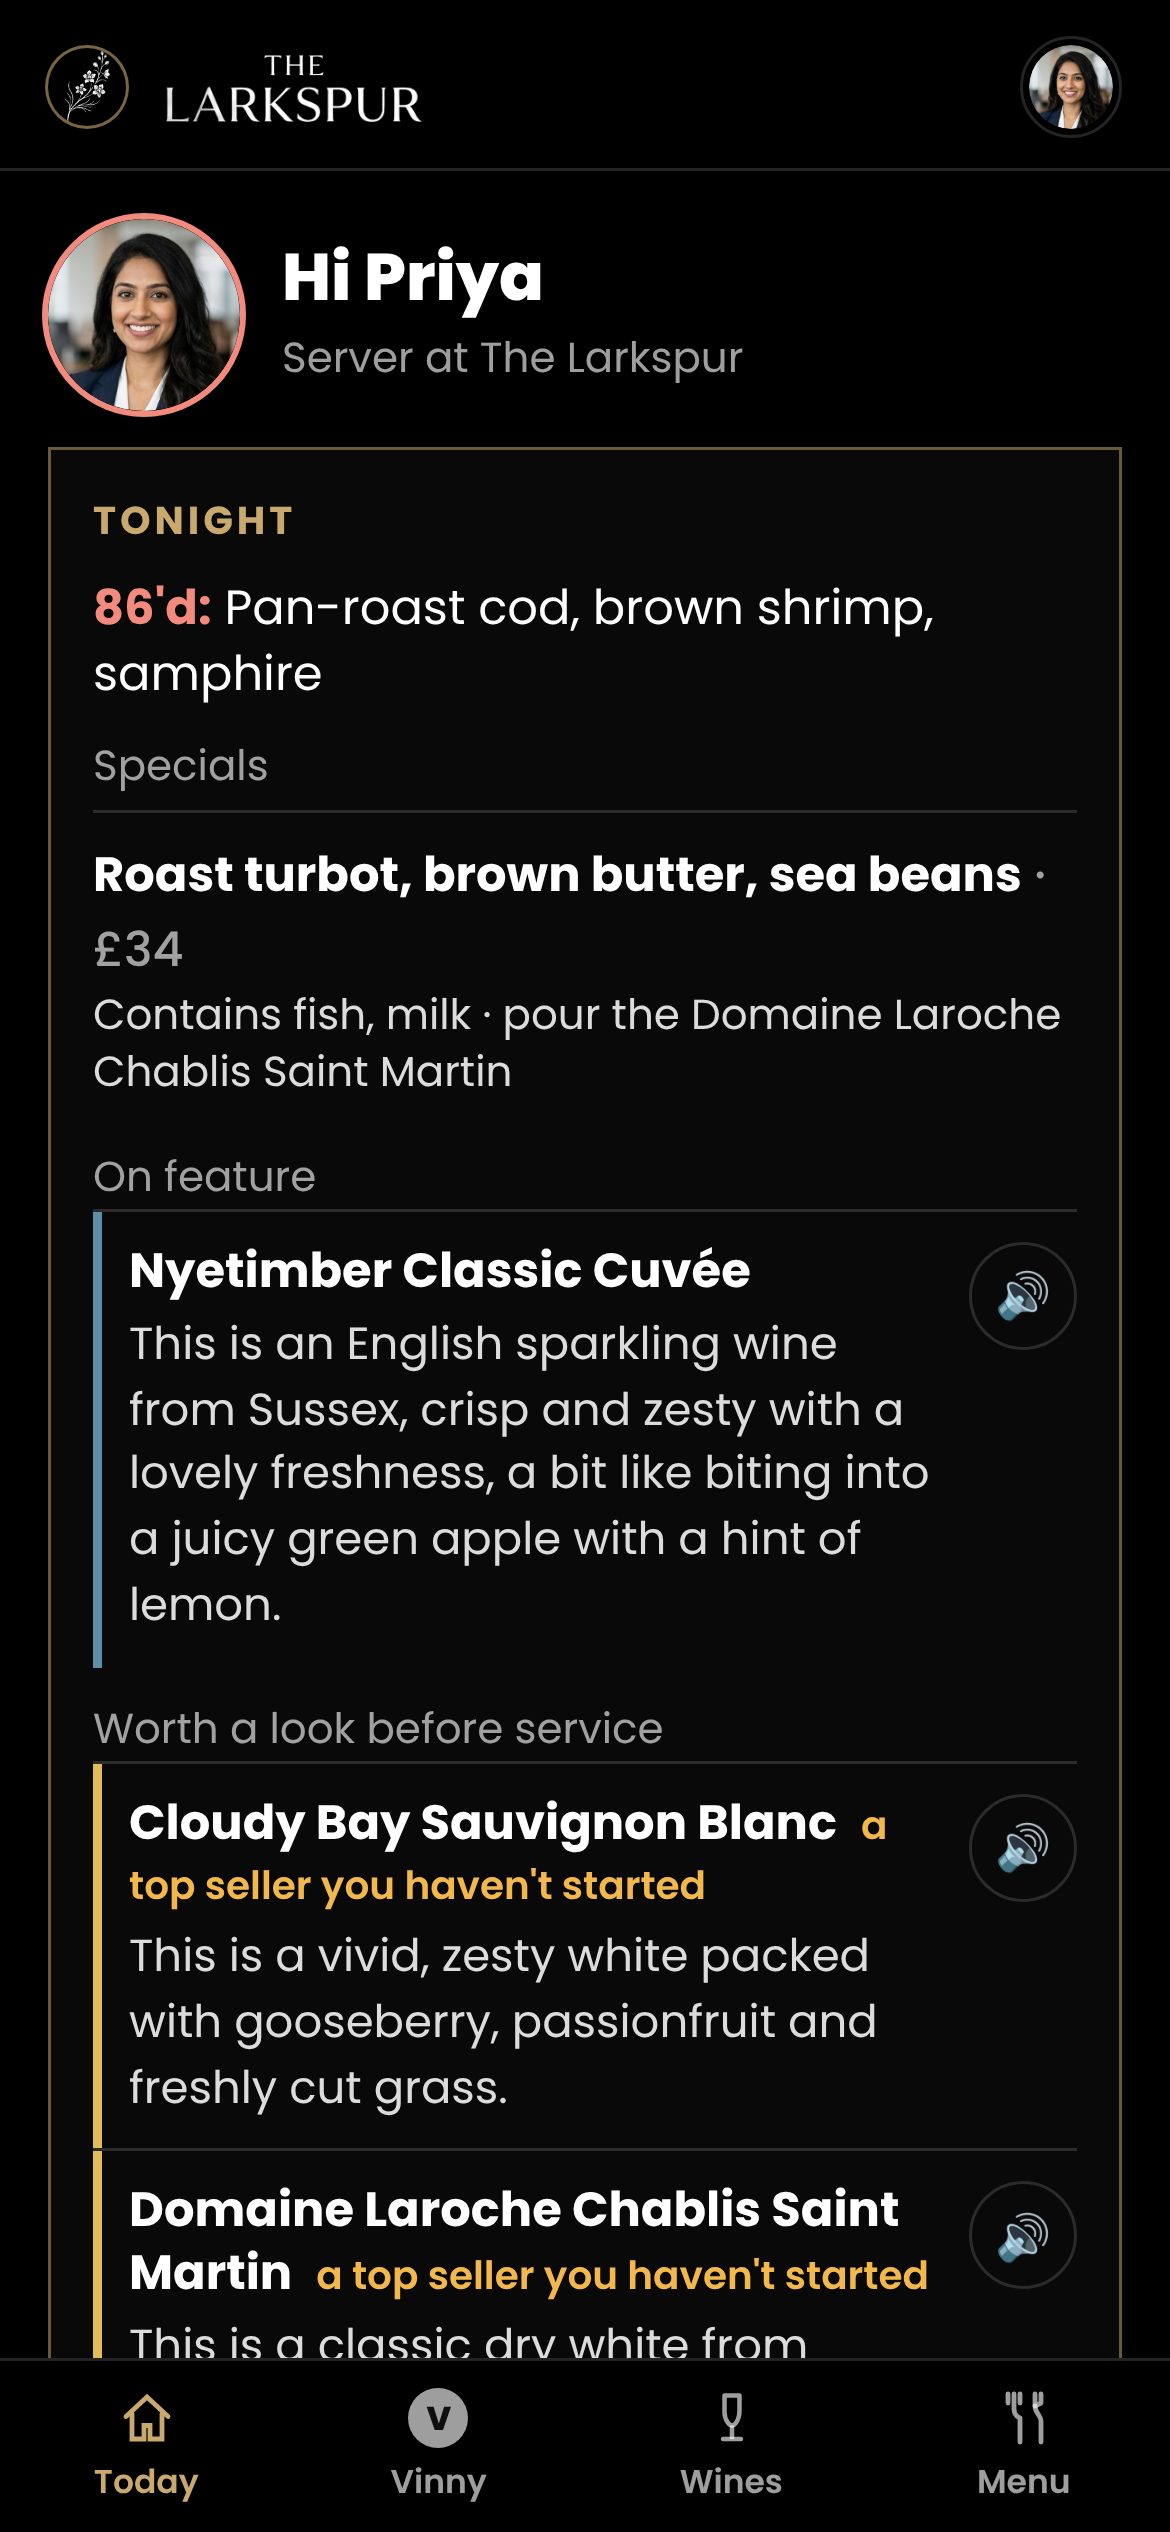 THE
LARKSPUR
Hi Priya
Server at The Larkspur
TONIGHT
86'd: Pan-roast cod, brown shrimp,
samphire
Specials
Roast turbot, brown butter, sea beans ·
£34
Contains fish, milk · pour the Domaine Laroche
Chablis Saint Martin
On feature
Nyetimber Classic Cuvée
This is an English sparkling wine
from Sussex, crisp and zesty with a
lovely freshness, a bit like biting into
a juicy green apple with a hint of
lemon.
Worth a look before service
Cloudy Bay Sauvignon Blanc a
top seller you haven't started
This is a vivid, zesty white packed
with gooseberry, passionfruit and
freshly cut grass.
Domaine Laroche Chablis Saint
Martin a top seller you haven't started
This is a classic dry white from
V
Today
Vinny
Wines
Menu